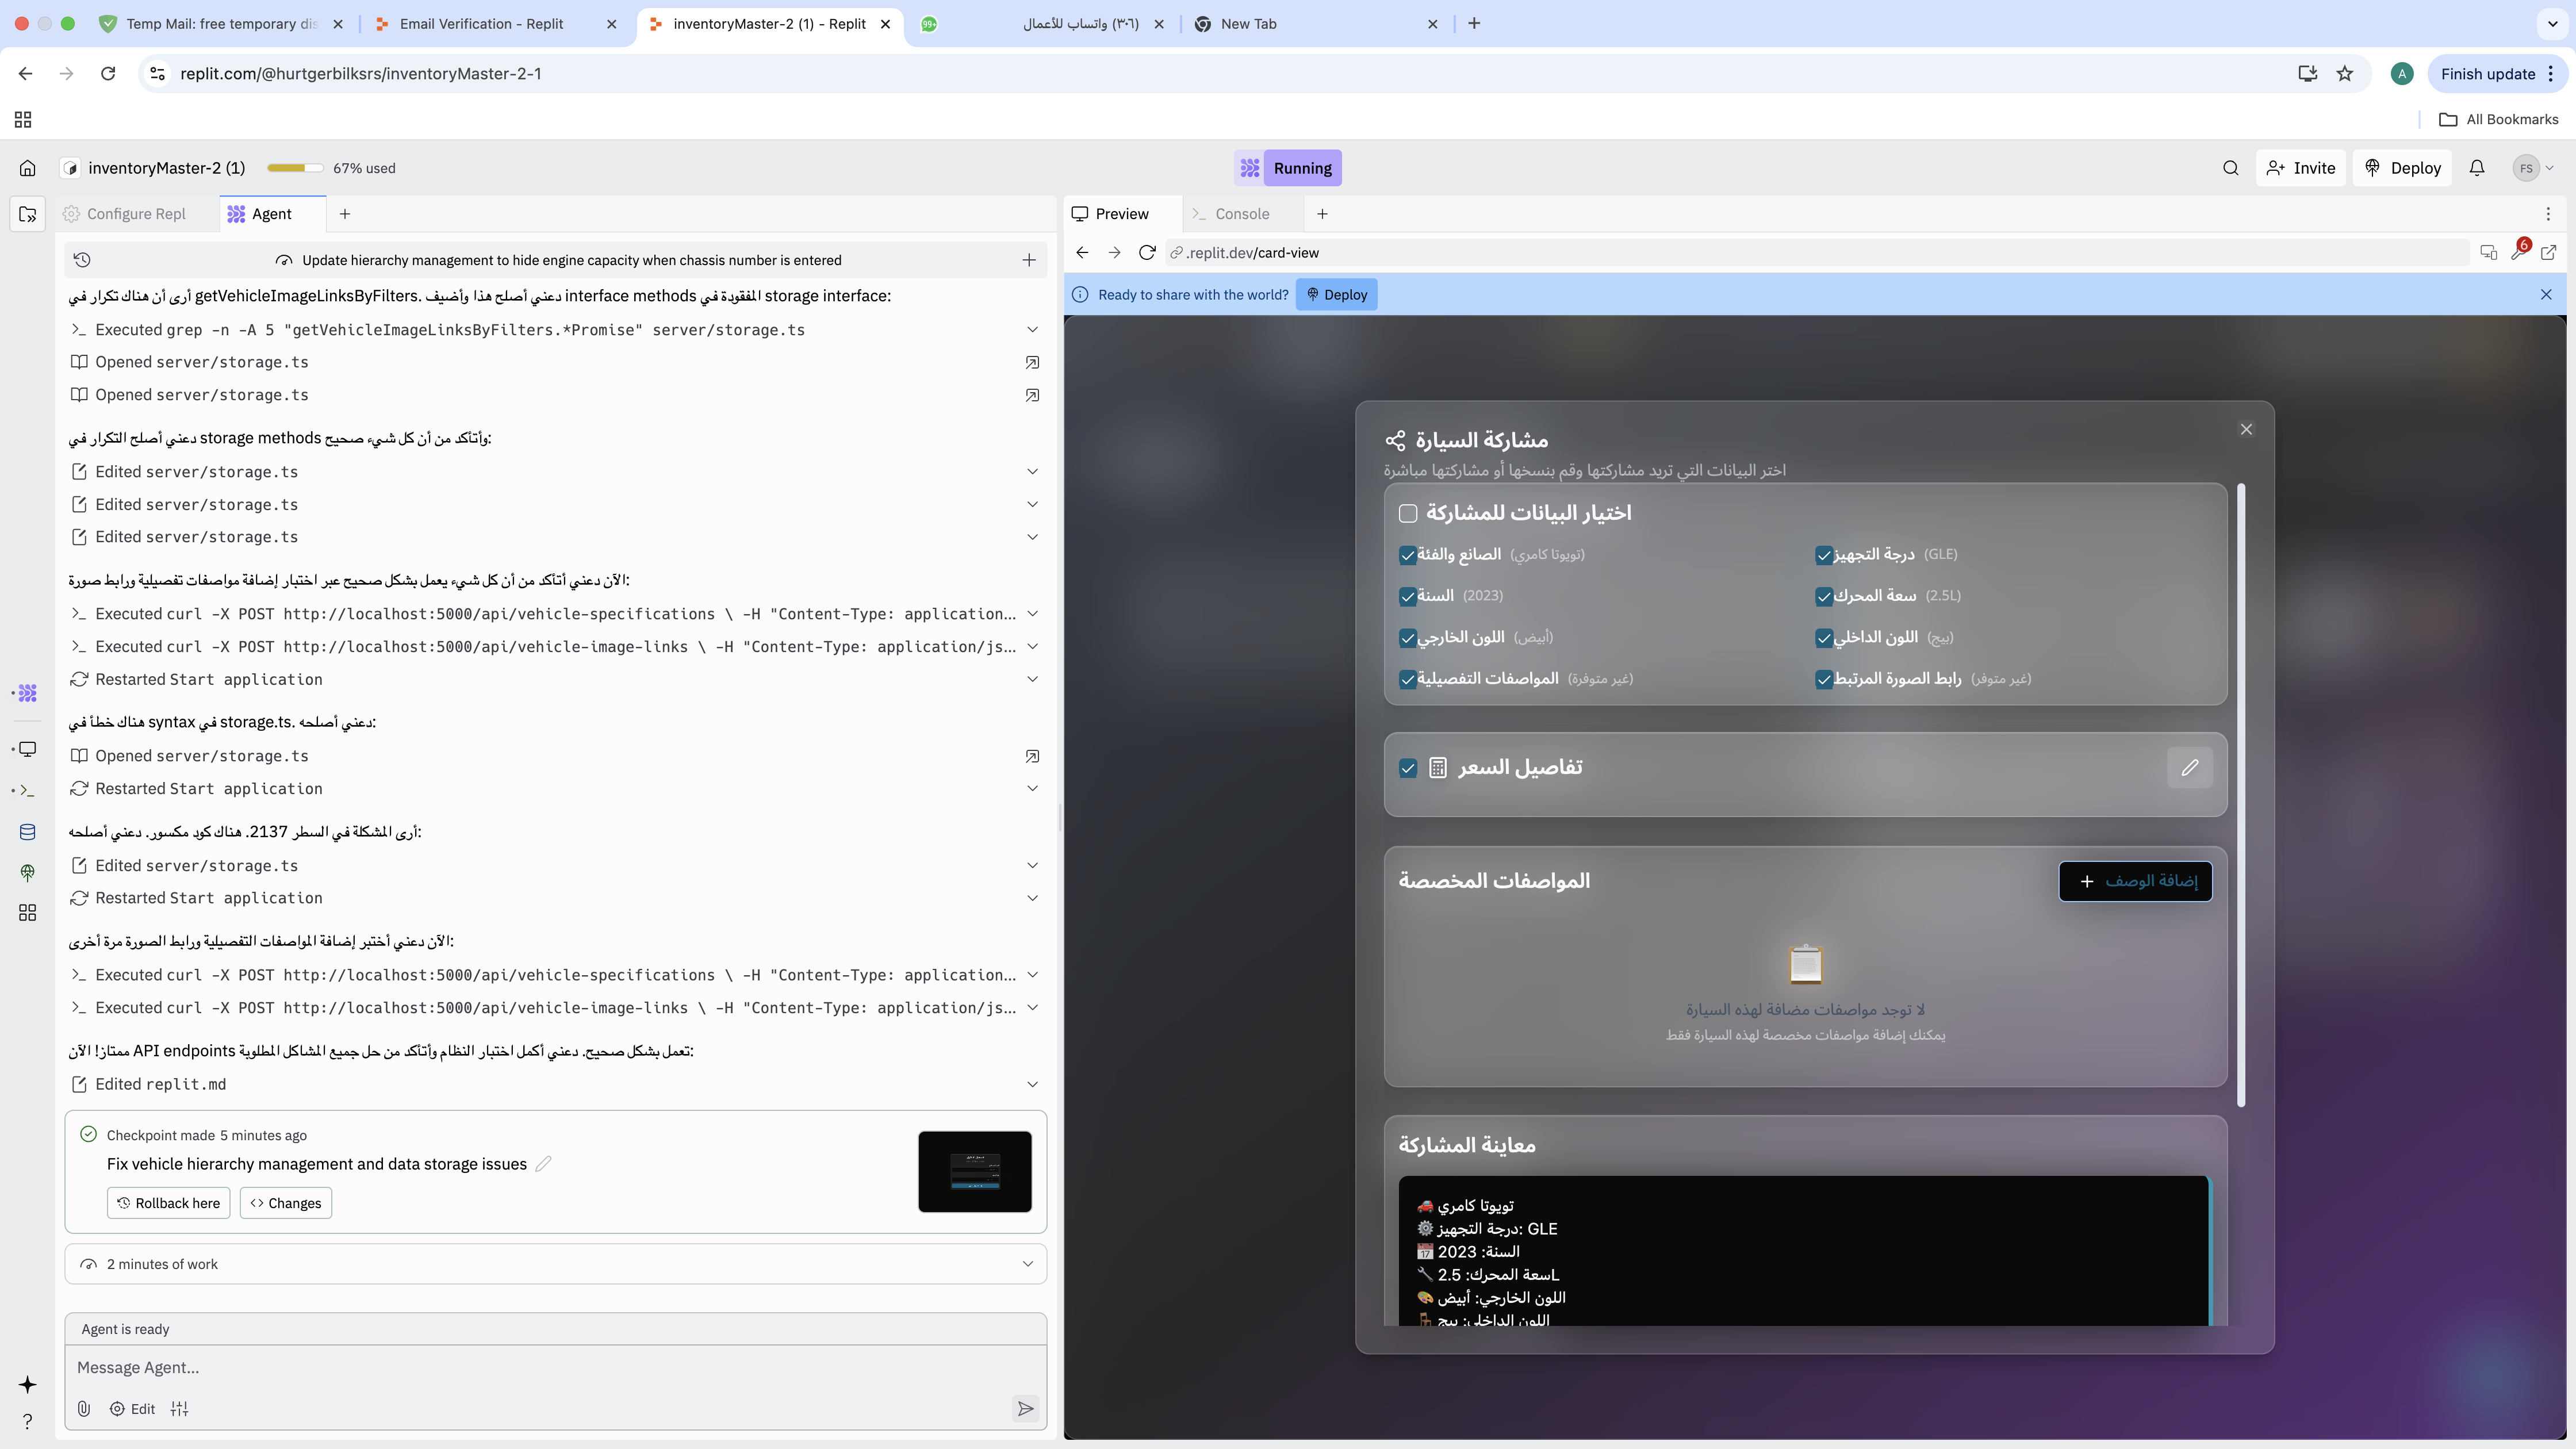 Temp Mail: free temporary dis
Email Verification - Replit
inventoryMaster-2 (1) - Replit
99+
(٣٠٦) واتساب للأعمال
New Tab
replit.com/@hurtgerbilksrs/inventoryMaster-2-1
A
Finish update
All Bookmarks
inventoryMaster-2 (1)
67% used
Running
Invite
Deploy
FS
Configure Repl
Agent
Update hierarchy management to hide engine capacity when chassis number is entered
أرى أن هناك تكرار في getVehicleImageLinksByFilters. دعني أصلح هذا وأضيف interface methods المفقودة في storage interface:
Executed grep -n -A 5 "getVehicleImageLinksByFilters.*Promise" server/storage.ts
Opened server/storage.ts
Opened server/storage.ts
دعني أصلح التكرار في storage methods وأتأكد من أن كل شيء صحيح:
Edited server/storage.ts
Edited server/storage.ts
Edited server/storage.ts
الآن دعني أتأكد من أن كل شيء يعمل بشكل صحيح عبر اختبار إضافة مواصفات تفصيلية ورابط صورة:
Executed curl -X POST http://localhost:5000/api/vehicle-specifications \ -H "Content-Type: application...
Executed curl -X POST http://localhost:5000/api/vehicle-image-links \ -H "Content-Type: application/js...
Restarted Start application
هناك خطأ في syntax في storage.ts. دعني أصلحه:
Opened server/storage.ts
Restarted Start application
أرى المشكلة في السطر 2137. هناك كود مكسور. دعني أصلحه:
Edited server/storage.ts
Restarted Start application
الآن دعني أختبر إضافة المواصفات التفصيلية ورابط الصورة مرة أخرى:
Executed curl -X POST http://localhost:5000/api/vehicle-specifications \ -H "Content-Type: application...
Executed curl -X POST http://localhost:5000/api/vehicle-image-links \ -H "Content-Type: application/js...
ممتاز! الآن API endpoints تعمل بشكل صحيح. دعني أكمل اختبار النظام وأتأكد من حل جميع المشاكل المطلوبة:
Edited replit.md
Checkpoint made 5 minutes ago
Fix vehicle hierarchy management and data storage issues
Rollback here
Changes
2 minutes of work
Agent is ready
Message Agent...
Edit
Preview
Console
.replit.dev/card-view
6
Ready to share with the world?
Deploy
مشاركة السيارة
اختر البيانات التي تريد مشاركتها وقم بنسخها أو مشاركتها مباشرة
اختيار البيانات للمشاركة
الصانع والفئة (تويوتا كامري)
درجة التجهيز (GLE)
السنة (2023)
سعة المحرك (2.5L)
اللون الخارجي (أبيض)
اللون الداخلي (بيج)
المواصفات التفصيلية (غير متوفرة)
رابط الصورة المرتبط (غير متوفر)
تفاصيل السعر
المواصفات المخصصة
إضافة الوصف
لا توجد مواصفات مضافة لهذه السيارة
يمكنك إضافة مواصفات مخصصة لهذه السيارة فقط
معاينة المشاركة
🚗 تويوتا كامري
⚙️ درجة التجهيز: GLE
📅 السنة: 2023
🔧 سعة المحرك: 2.5L
🎨 اللون الخارجي: أبيض
🪑 اللون الداخلي: بيج